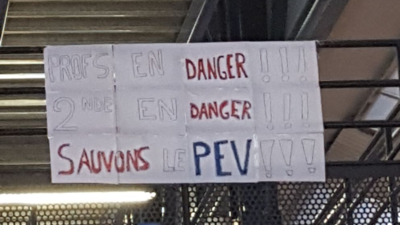 PROFS EN DANGER !!!
2NDE EN DANGER !!!
SAUVONS LE PEV !!!